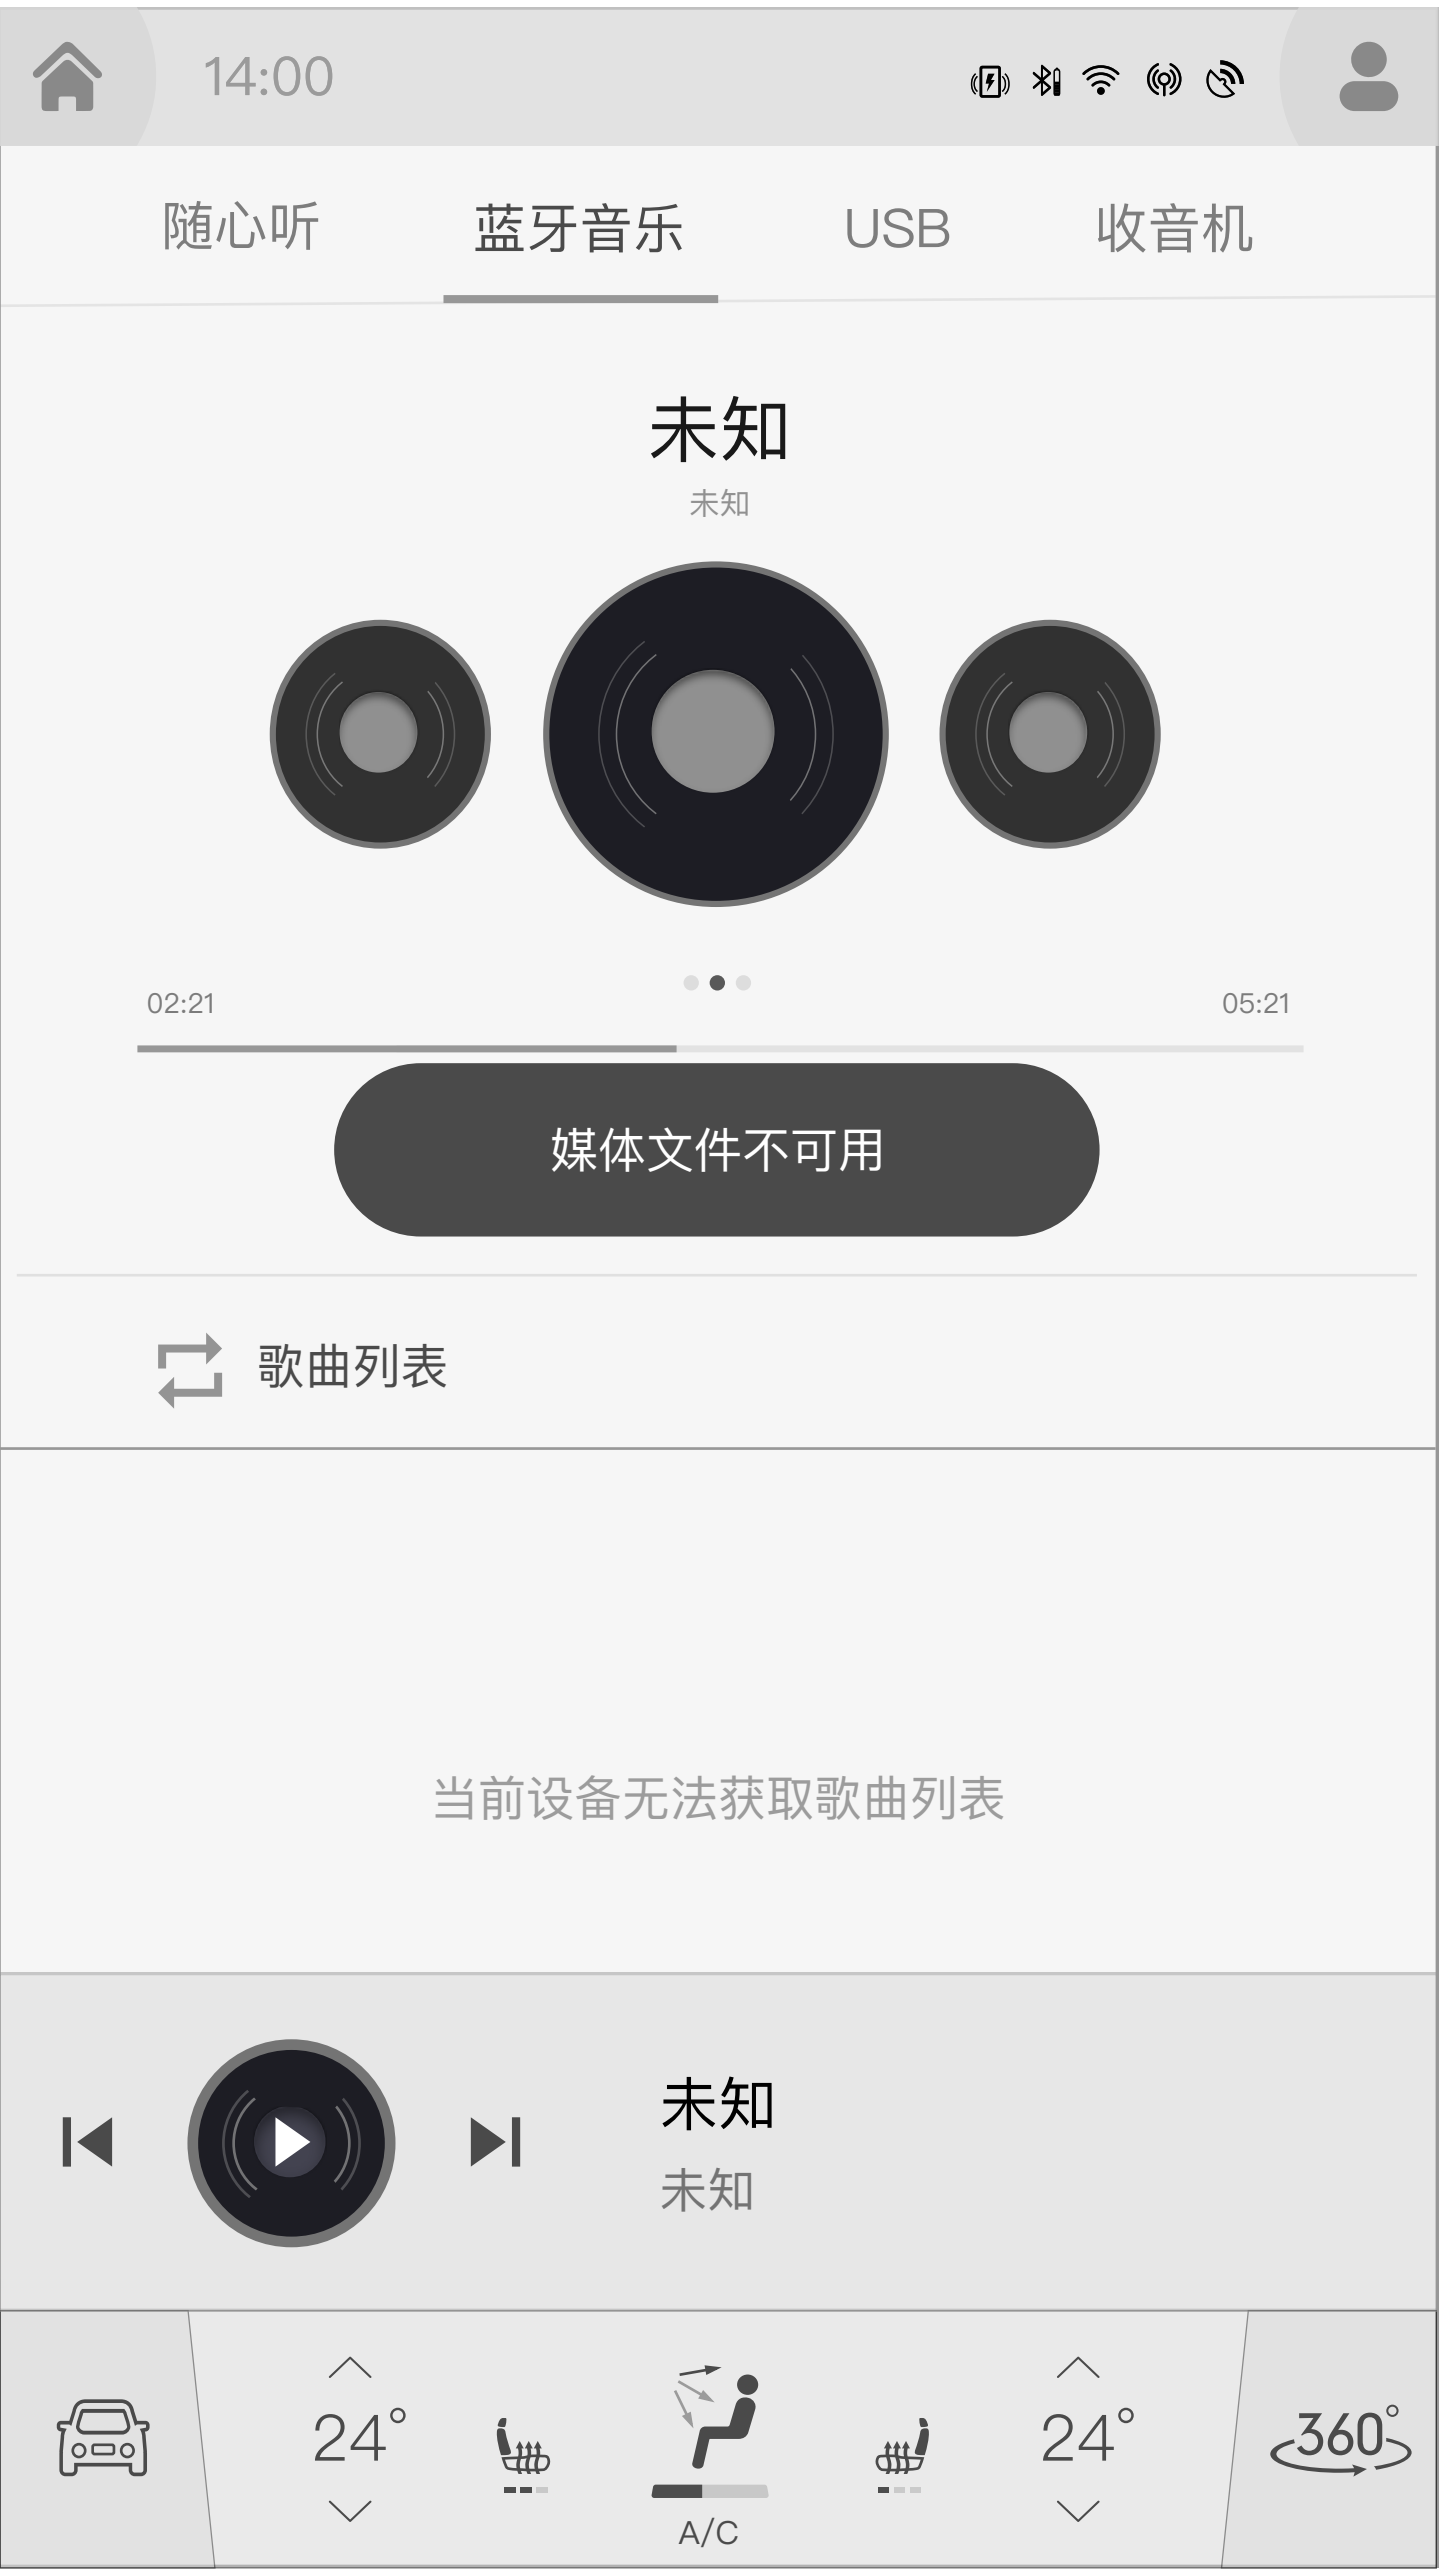 14:00
随心听 蓝牙音乐 USB 收音机
未知
未知
02:21 05:21
媒体文件不可用
歌曲列表
当前设备无法获取歌曲列表
未知
未知
24° 24° 360°
A/C